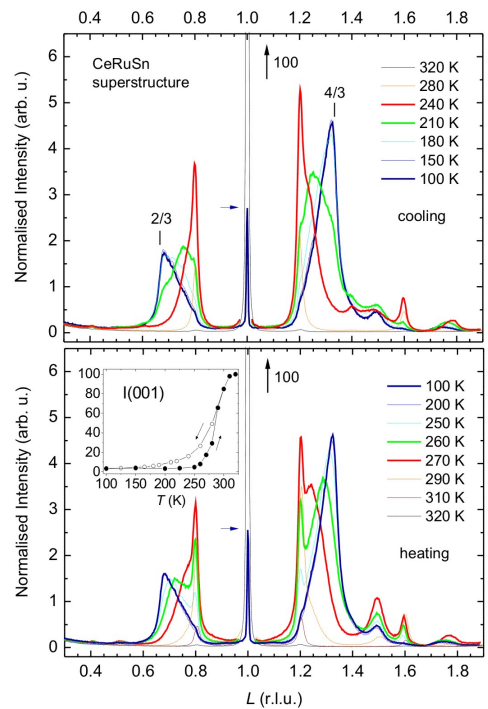 0.4 0.6 0.8 1.0 1.2 1.4 1.6 1.8
Normalised Intensity (arb. u.)
6
5
4
3
2
1
0
CeRuSn
superstructure
100
2/3
4/3
320 K
280 K
240 K
210 K
180 K
150 K
100 K
cooling
Normalised Intensity (arb. u.)
6
5
4
3
2
1
0
100
80
60
40
20
0
I(001)
100 150 200 250 300
T (K)
100
100 K
200 K
250 K
260 K
270 K
290 K
310 K
320 K
heating
0.4 0.6 0.8 1.0 1.2 1.4 1.6 1.8
L (r.l.u.)